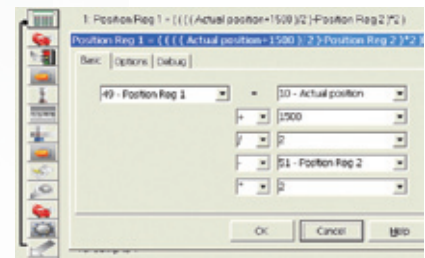 1: Position Reg 1 = ( ( ( ( Actual position+1500 )/2 )-Position Reg 2 )*2 )
Position Reg 1 = ( ( ( ( Actual position+1500 )/2 )-Position Reg 2 )*2 )
Basic Options Debug
49 - Position Reg 1 = 10 - Actual position
+ 1500
/ 2
- 51 - Position Reg 2
* 2
OK Cancel Help